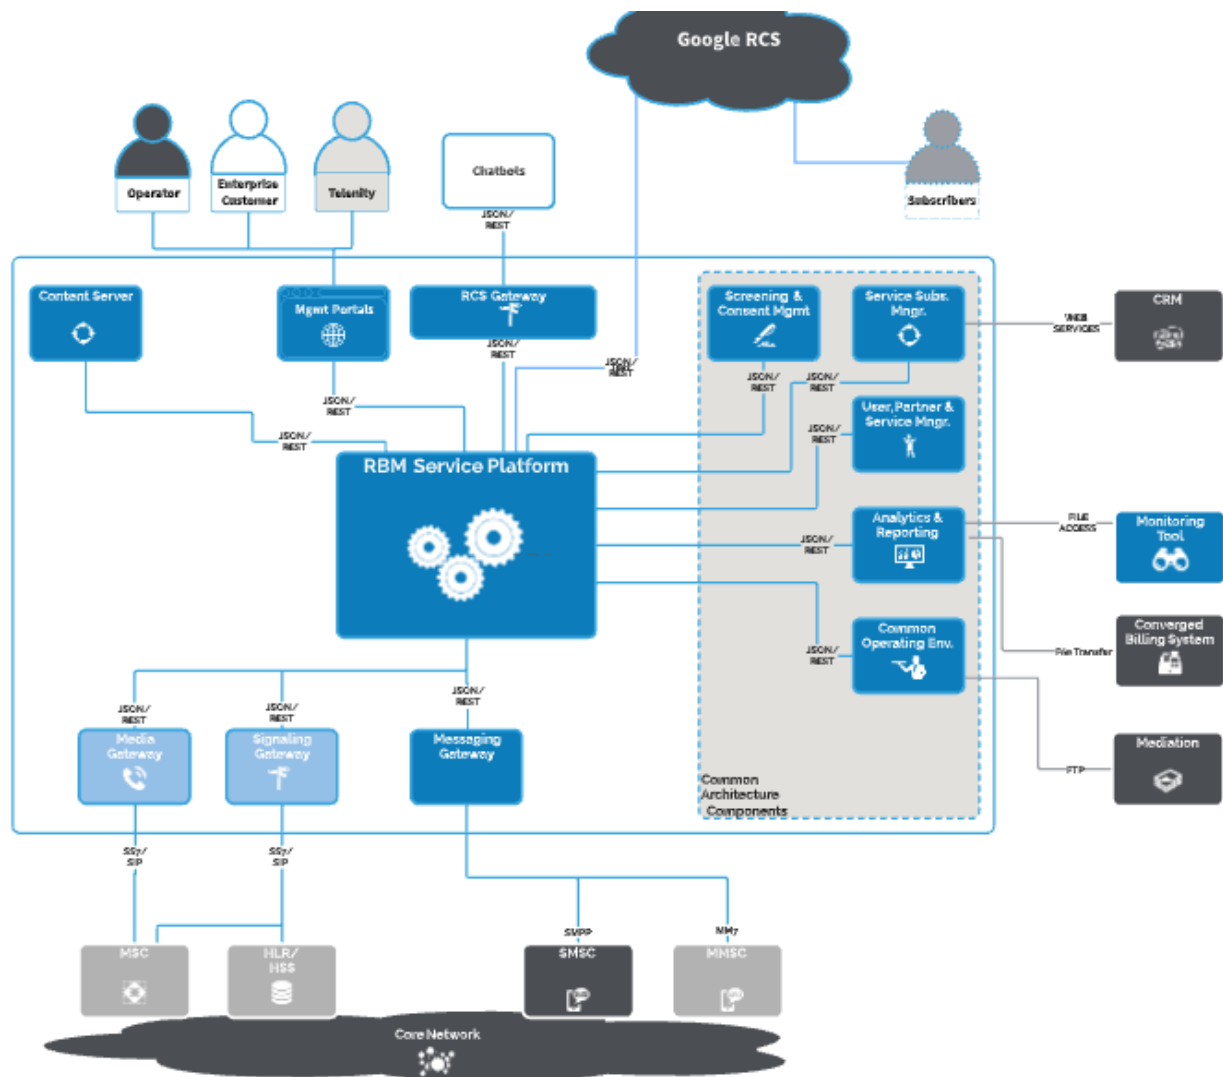 Google RCS
Operator
Enterprise
Customer
Telenity
Chatbots
Subscribers
JSON/
REST
Content Server
Mgmt Portals
RCS Gateway
Screening &
Consent Mgmt
Service Subs.
Mngr.
WEB
SERVICES
CRM
JSON/
REST
JSON/
REST
JSON/
REST
JSON/
REST
JSON/
REST
User, Partner &
Service Mngr.
JSON/
REST
JSON/
REST
RBM Service Platform
Analytics &
Reporting
JSON/
REST
FILE
ACCESS
Monitoring
Tool
Common
Operating Env.
JSON/
REST
File Transfer
Converged
Billing System
JSON/
REST
JSON/
REST
JSON/
REST
Media
Gateway
Signaling
Gateway
Messaging
Gateway
FTP
Mediation
Common
Architecture
Components
SS7/
SIP
SS7/
SIP
SMPP
MM7
MSC
HLR/
HSS
SMSC
MMSC
Core Network